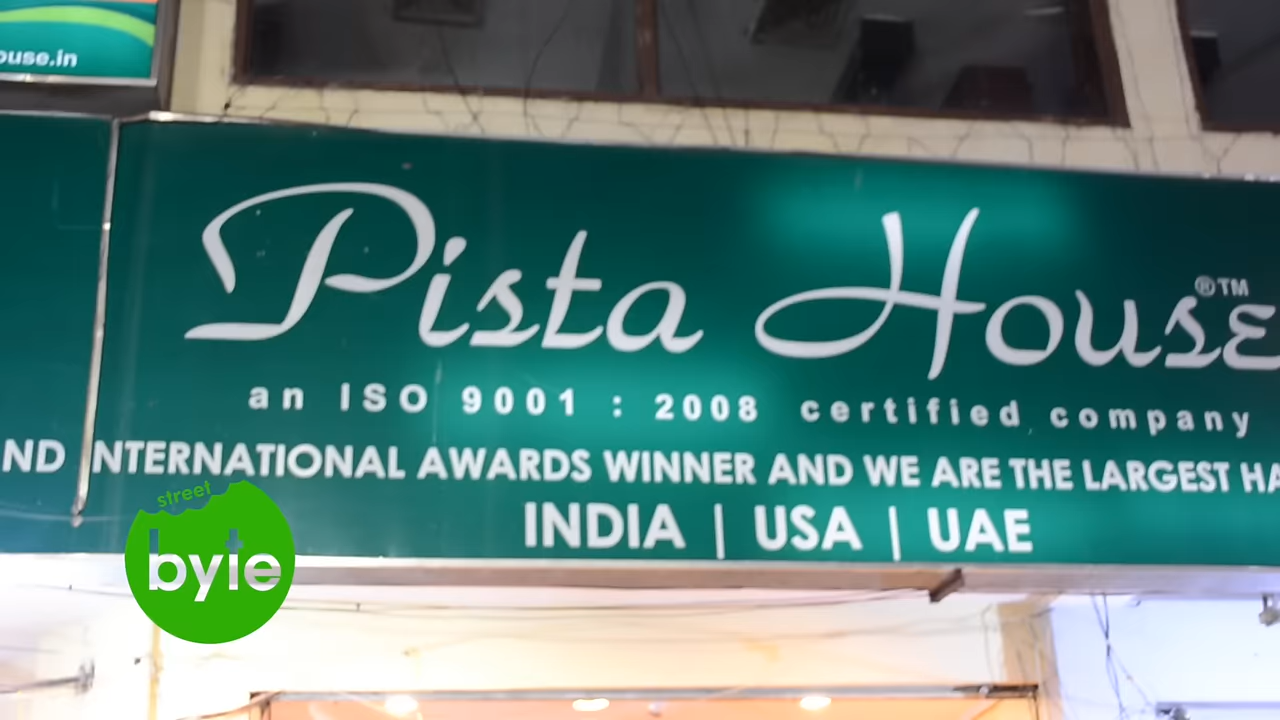 ouse.in
Pista House ®™
an ISO 9001 : 2008 certified company
ND INTERNATIONAL AWARDS WINNER AND WE ARE THE LARGEST HA
INDIA | USA | UAE
street
byte